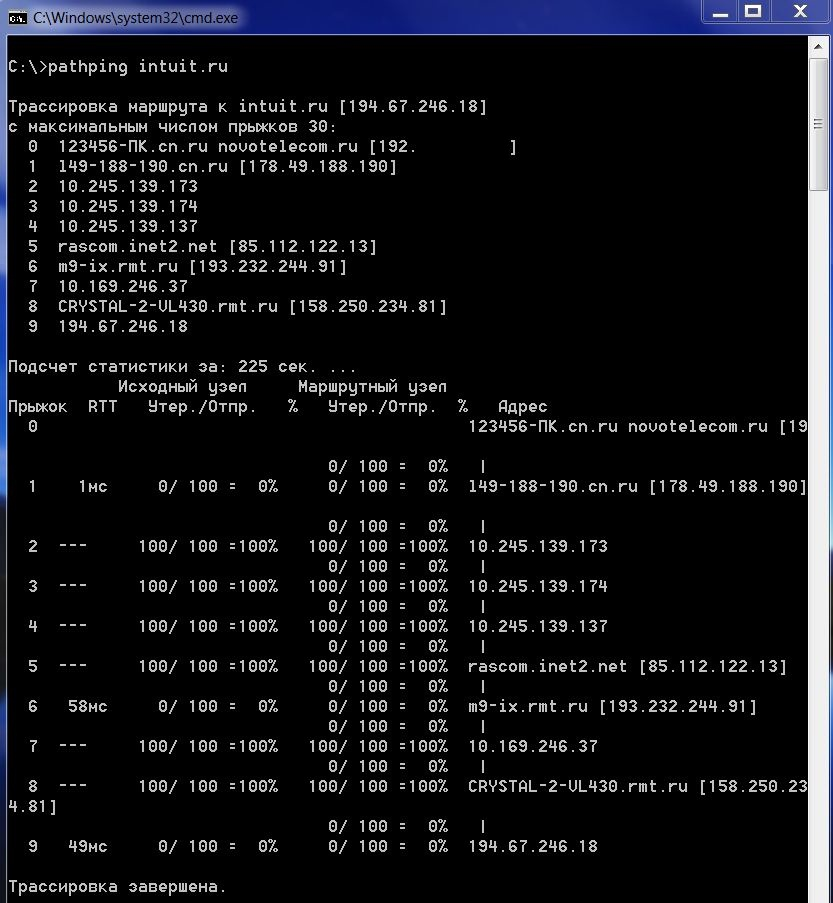 C:\Windows\system32\cmd.exe
C:\>pathping intuit.ru
Трассировка маршрута к intuit.ru [194.67.246.18]
с максимальным числом прыжков 30:
0 123456-ПК.cn.ru novotelecom.ru [192. ]
1 l49-188-190.cn.ru [178.49.188.190]
2 10.245.139.173
3 10.245.139.174
4 10.245.139.137
5 rascom.inet2.net [85.112.122.13]
6 m9-ix.rmt.ru [193.232.244.91]
7 10.169.246.37
8 CRYSTAL-2-VL430.rmt.ru [158.250.234.81]
9 194.67.246.18
Подсчет статистики за: 225 сек. ...
Исходный узел Маршрутный узел
Прыжок RTT Утер./Отпр. % Утер./Отпр. % Адрес
0 123456-ПК.cn.ru novotelecom.ru [19
0/ 100 = 0% |
1 1мс 0/ 100 = 0% 0/ 100 = 0% l49-188-190.cn.ru [178.49.188.190]
0/ 100 = 0% |
2 --- 100/ 100 =100% 100/ 100 =100% 10.245.139.173
0/ 100 = 0% |
3 --- 100/ 100 =100% 100/ 100 =100% 10.245.139.174
0/ 100 = 0% |
4 --- 100/ 100 =100% 100/ 100 =100% 10.245.139.137
0/ 100 = 0% |
5 --- 100/ 100 =100% 100/ 100 =100% rascom.inet2.net [85.112.122.13]
0/ 100 = 0% |
6 58мс 0/ 100 = 0% 0/ 100 = 0% m9-ix.rmt.ru [193.232.244.91]
0/ 100 = 0% |
7 --- 100/ 100 =100% 100/ 100 =100% 10.169.246.37
0/ 100 = 0% |
8 --- 100/ 100 =100% 100/ 100 =100% CRYSTAL-2-VL430.rmt.ru [158.250.23
4.81]
0/ 100 = 0% |
9 49мс 0/ 100 = 0% 0/ 100 = 0% 194.67.246.18
Трассировка завершена.